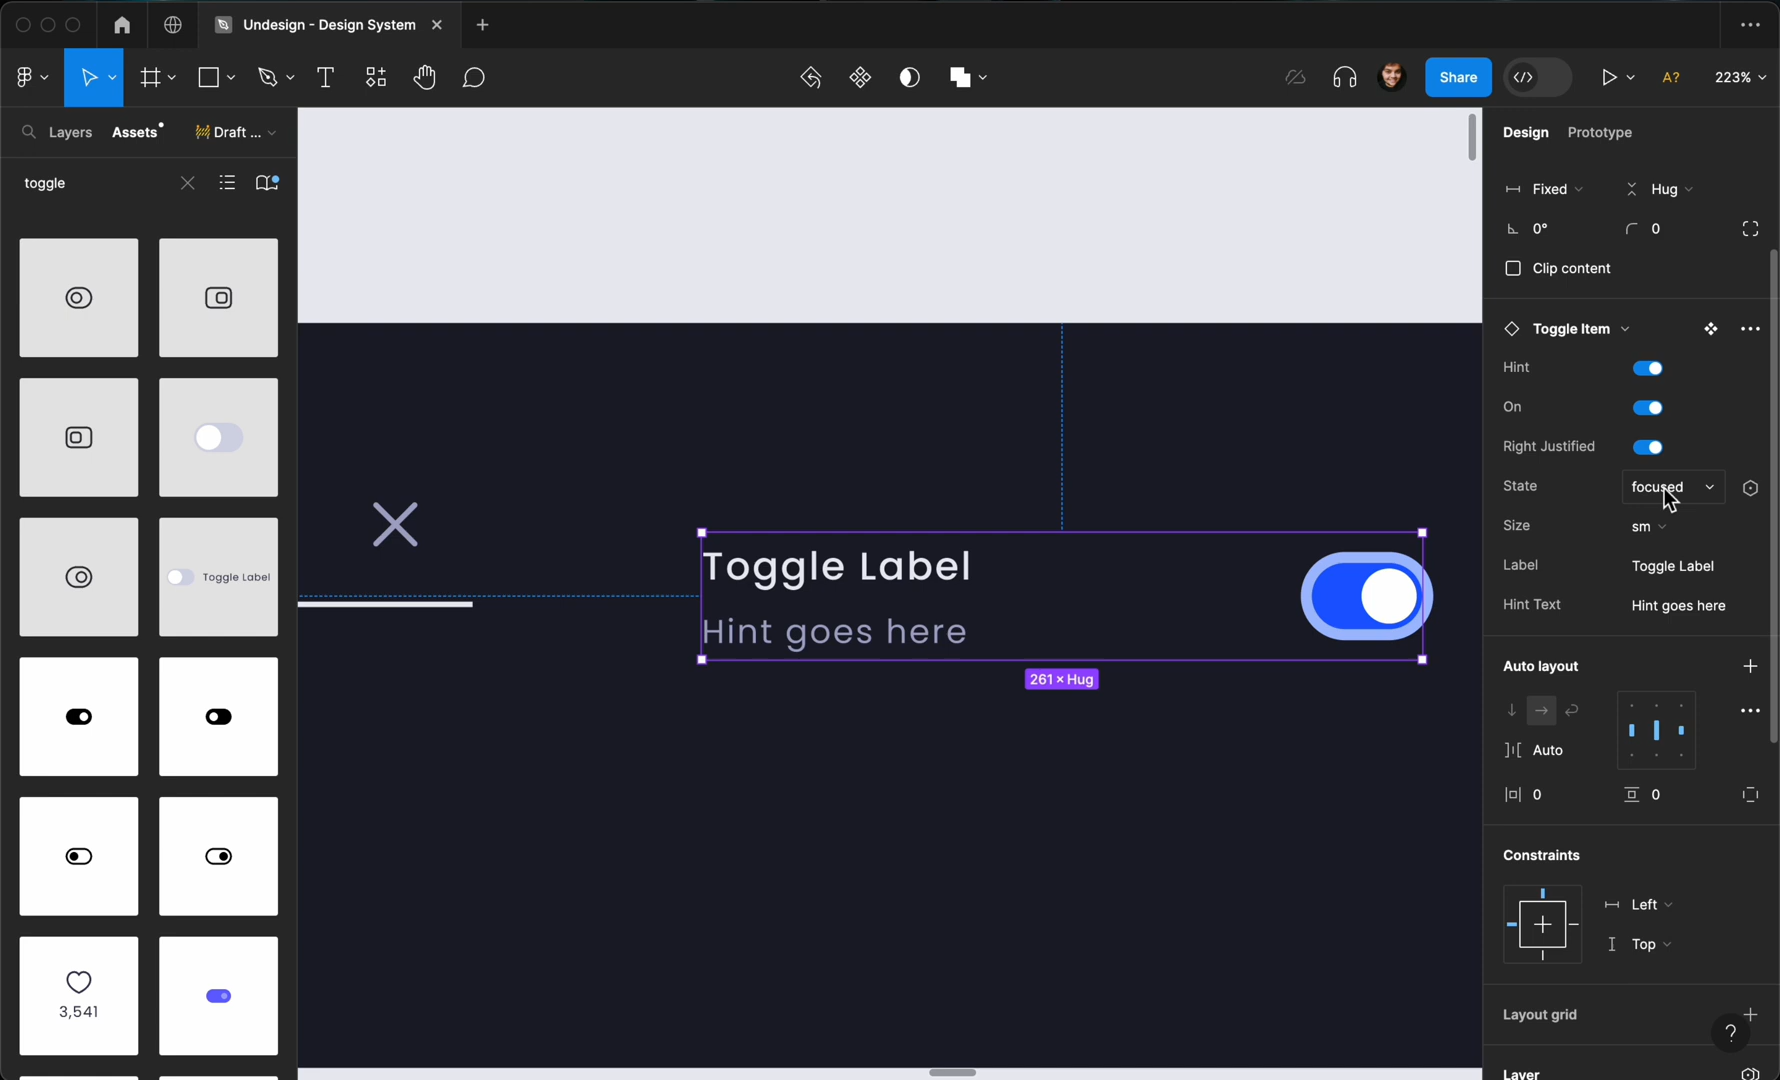 Undesign - Design System
Share
A?
223%
Layers
Assets
Draft ...
Design
Prototype
toggle
Fixed
Hug
0°
0
Clip content
Toggle Item
Hint
On
Right Justified
State
focused
Size
sm
Label
Toggle Label
Hint Text
Hint goes here
Toggle Label
Toggle Label
Hint goes here
261 × Hug
Auto layout
Auto
0
0
Constraints
Left
Top
3,541
Layout grid
?
Layer